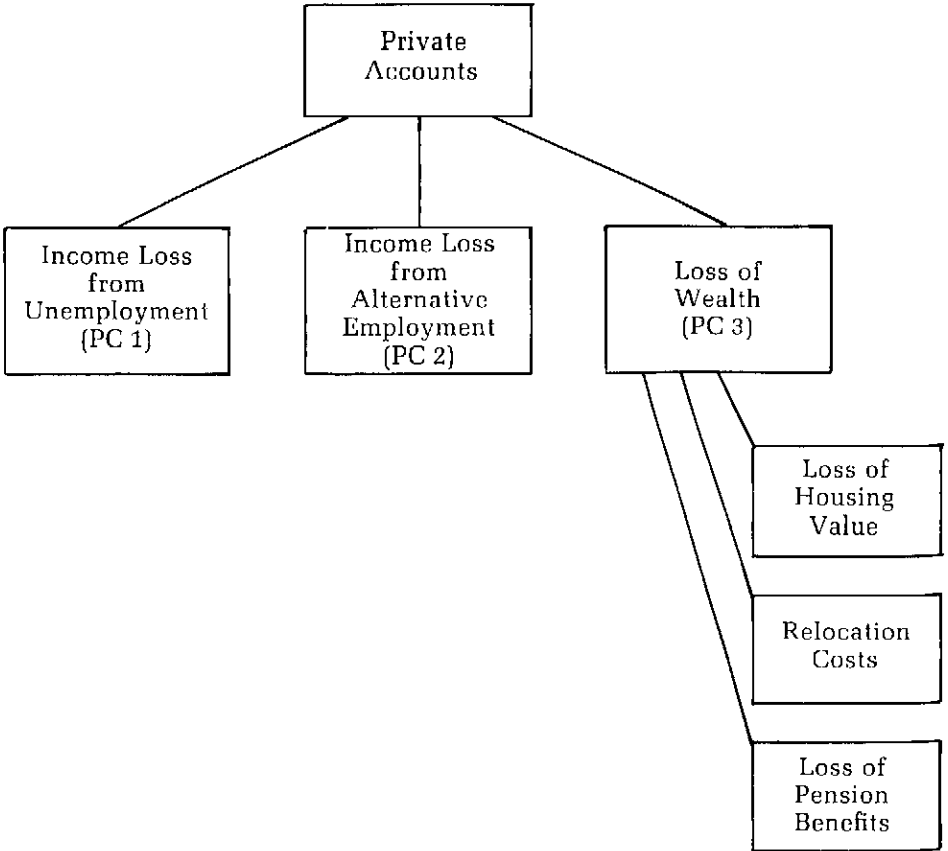 Private
Accounts
Income Loss
from
Unemployment
(PC 1)
Income Loss
from
Alternative
Employment
(PC 2)
Loss of
Wealth
(PC 3)
Loss of
Housing
Value
Relocation
Costs
Loss of
Pension
Benefits